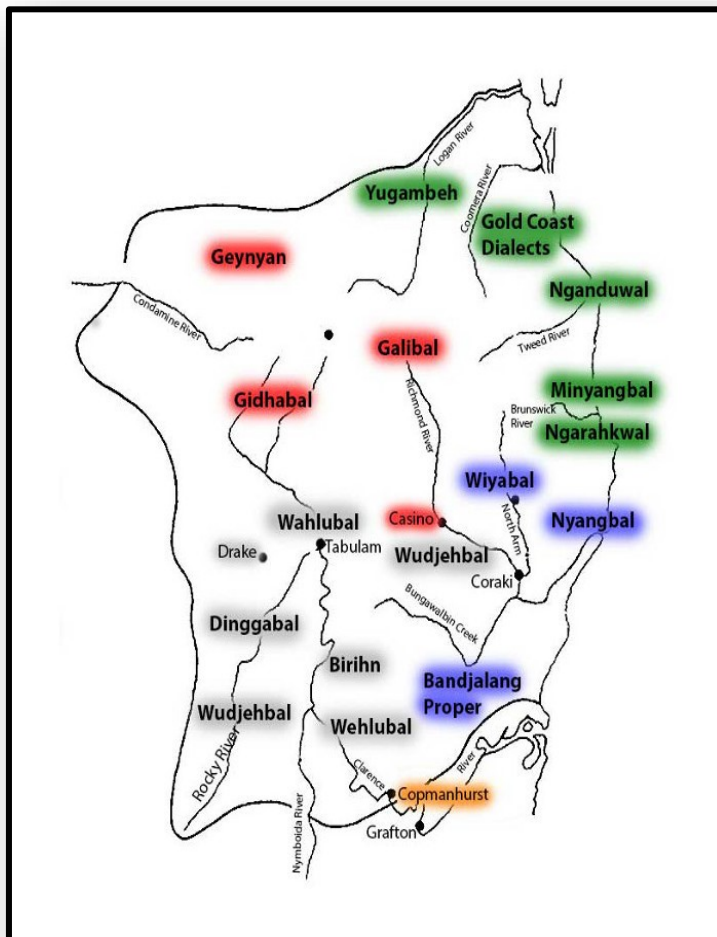 Logan River
Yugambeh
Coomera River
Gold Coast
Dialects
Geynyan
Nganduwal
Condamine River
Tweed River
Galibal
Gidhabal
Minyangbal
Richmond River
Brunswick
River
Ngarahkwal
Wiyabal
Wahlubal
Casino
North Arm
Nyangbal
Drake
Tabulam
Wudjehbal
Coraki
Bungawalbin Creek
Dinggabal
Birihn
Bandjalang
Proper
Wudjehbal
Wehlubal
Rocky River
Clarence
River
Copmanhurst
Nymboida River
Grafton